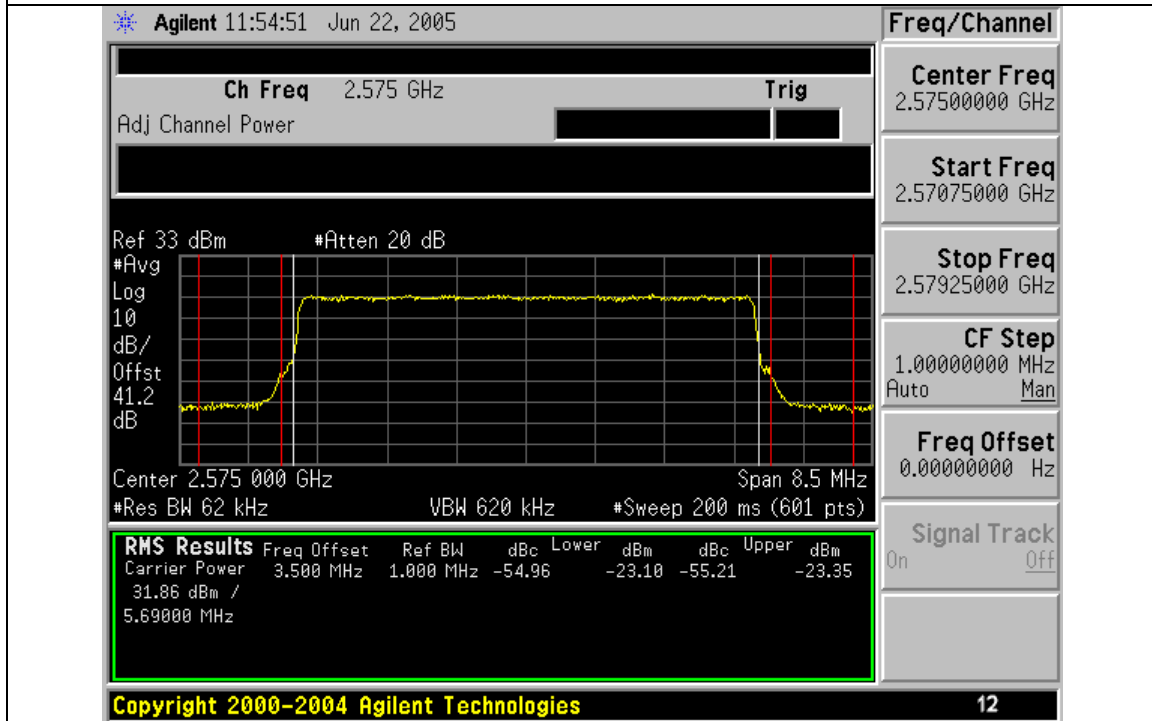 Agilent 11:54:51 Jun 22, 2005
Freq/Channel
Ch Freq 2.575 GHz Trig
Adj Channel Power
Center Freq
2.57500000 GHz
Start Freq
2.57075000 GHz
Stop Freq
2.57925000 GHz
CF Step
1.00000000 MHz
Auto Man
Freq Offset
0.00000000 Hz
Signal Track
On Off
Ref 33 dBm #Atten 20 dB
#Avg
Log
10
dB/
Offst
41.2
dB
Center 2.575 000 GHz Span 8.5 MHz
#Res BW 62 kHz VBW 620 kHz #Sweep 200 ms (601 pts)
RMS Results Freq Offset Ref BW dBc Lower dBm dBc Upper dBm
Carrier Power 3.500 MHz 1.000 MHz -54.96 -23.10 -55.21 -23.35
31.86 dBm /
5.69000 MHz
Copyright 2000-2004 Agilent Technologies 12